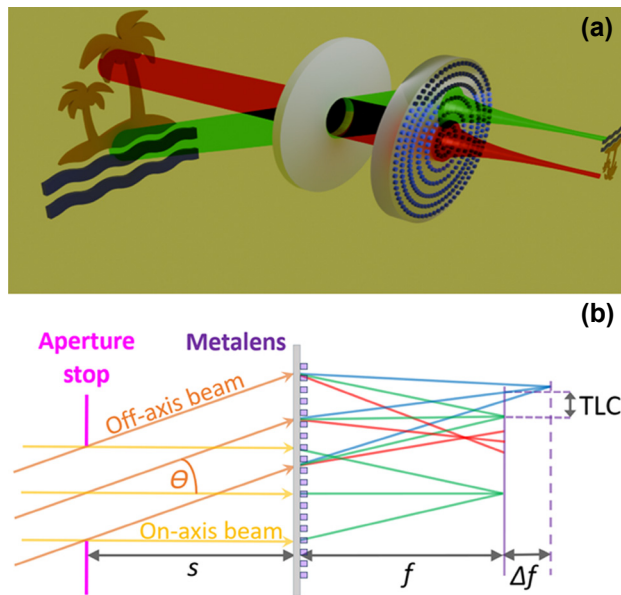 (a)
(b)
Aperture
stop
Metalens
Off-axis beam
TLC
Θ
On-axis beam
s
f
Δf